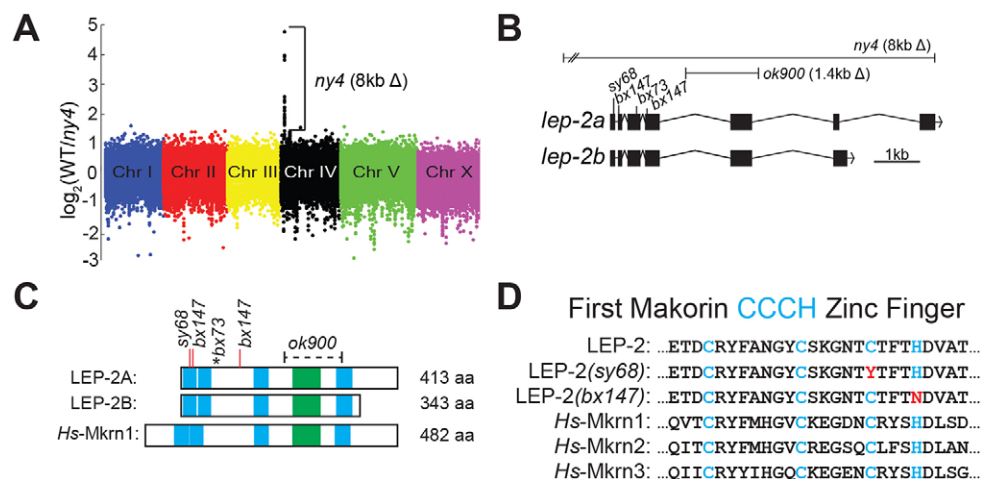 A
5
4
3
2
1
0
-1
-2
-3
log2(WT/ny4)
ny4 (8kb Δ)
Chr I
Chr II
Chr III
Chr IV
Chr V
Chr X
B
ny4 (8kb Δ)
ok900 (1.4kb Δ)
sy68
bx147
bx73
bx147
lep-2a
lep-2b
1kb
C
sy68
bx147
*bx73
bx147
ok900
LEP-2A: 413 aa
LEP-2B: 343 aa
Hs-Mkrn1: 482 aa
D
First Makorin CCCH Zinc Finger
LEP-2: ...ETDCRYFANGYCSKGNTCTFTHDVAT...
LEP-2(sy68): ...ETDCRYFANGYCSKGNTYTFTHDVAT...
LEP-2(bx147): ...ETDCRYFANGYCSKGNTCTFTNDVAT...
Hs-Mkrn1: ...QVTCRYFMHGVCKEGDNCRYSHDLSD...
Hs-Mkrn2: ...QITCRYFMHGVCREGSQCLFSHDLAN...
Hs-Mkrn3: ...QIICRYYIHGQCKEGENCRYSHDLSG...